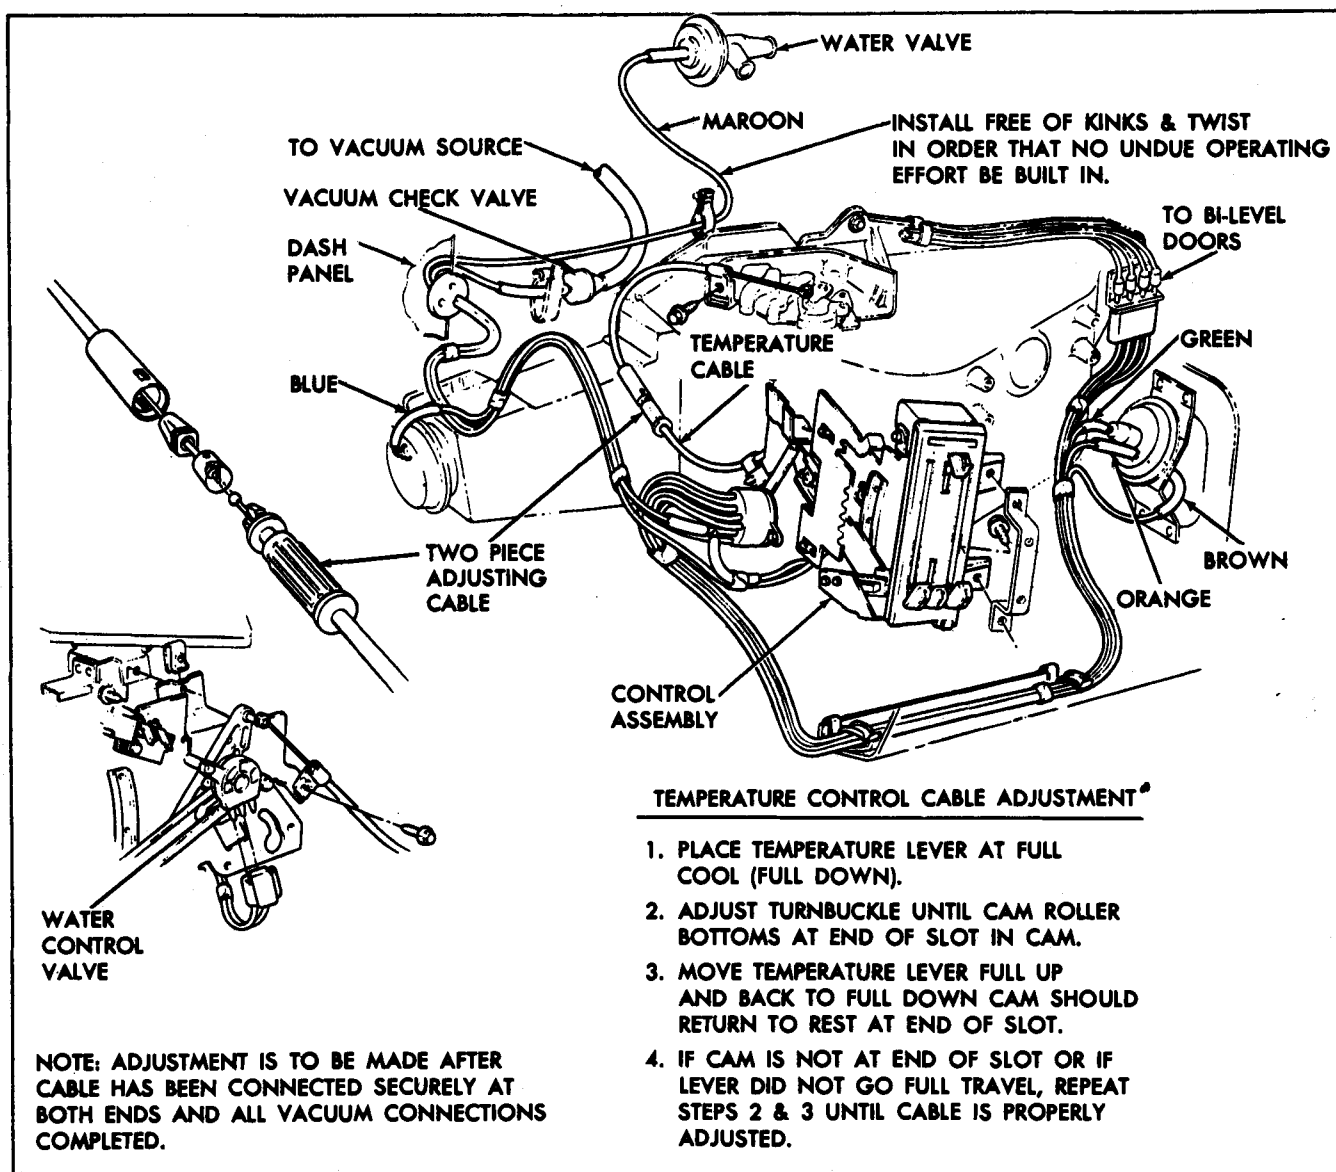 WATER VALVE
MAROON
INSTALL FREE OF KINKS & TWIST
IN ORDER THAT NO UNDUE OPERATING
EFFORT BE BUILT IN.
TO VACUUM SOURCE
VACUUM CHECK VALVE
DASH
PANEL
TO BI-LEVEL
DOORS
GREEN
TEMPERATURE
CABLE
BLUE
TWO PIECE
ADJUSTING
CABLE
BROWN
ORANGE
CONTROL
ASSEMBLY
WATER
CONTROL
VALVE
TEMPERATURE CONTROL CABLE ADJUSTMENT
1. PLACE TEMPERATURE LEVER AT FULL
COOL (FULL DOWN).
2. ADJUST TURNBUCKLE UNTIL CAM ROLLER
BOTTOMS AT END OF SLOT IN CAM.
3. MOVE TEMPERATURE LEVER FULL UP
AND BACK TO FULL DOWN CAM SHOULD
RETURN TO REST AT END OF SLOT.
4. IF CAM IS NOT AT END OF SLOT OR IF
LEVER DID NOT GO FULL TRAVEL, REPEAT
STEPS 2 & 3 UNTIL CABLE IS PROPERLY
ADJUSTED.
NOTE: ADJUSTMENT IS TO BE MADE AFTER
CABLE HAS BEEN CONNECTED SECURELY AT
BOTH ENDS AND ALL VACUUM CONNECTIONS
COMPLETED.